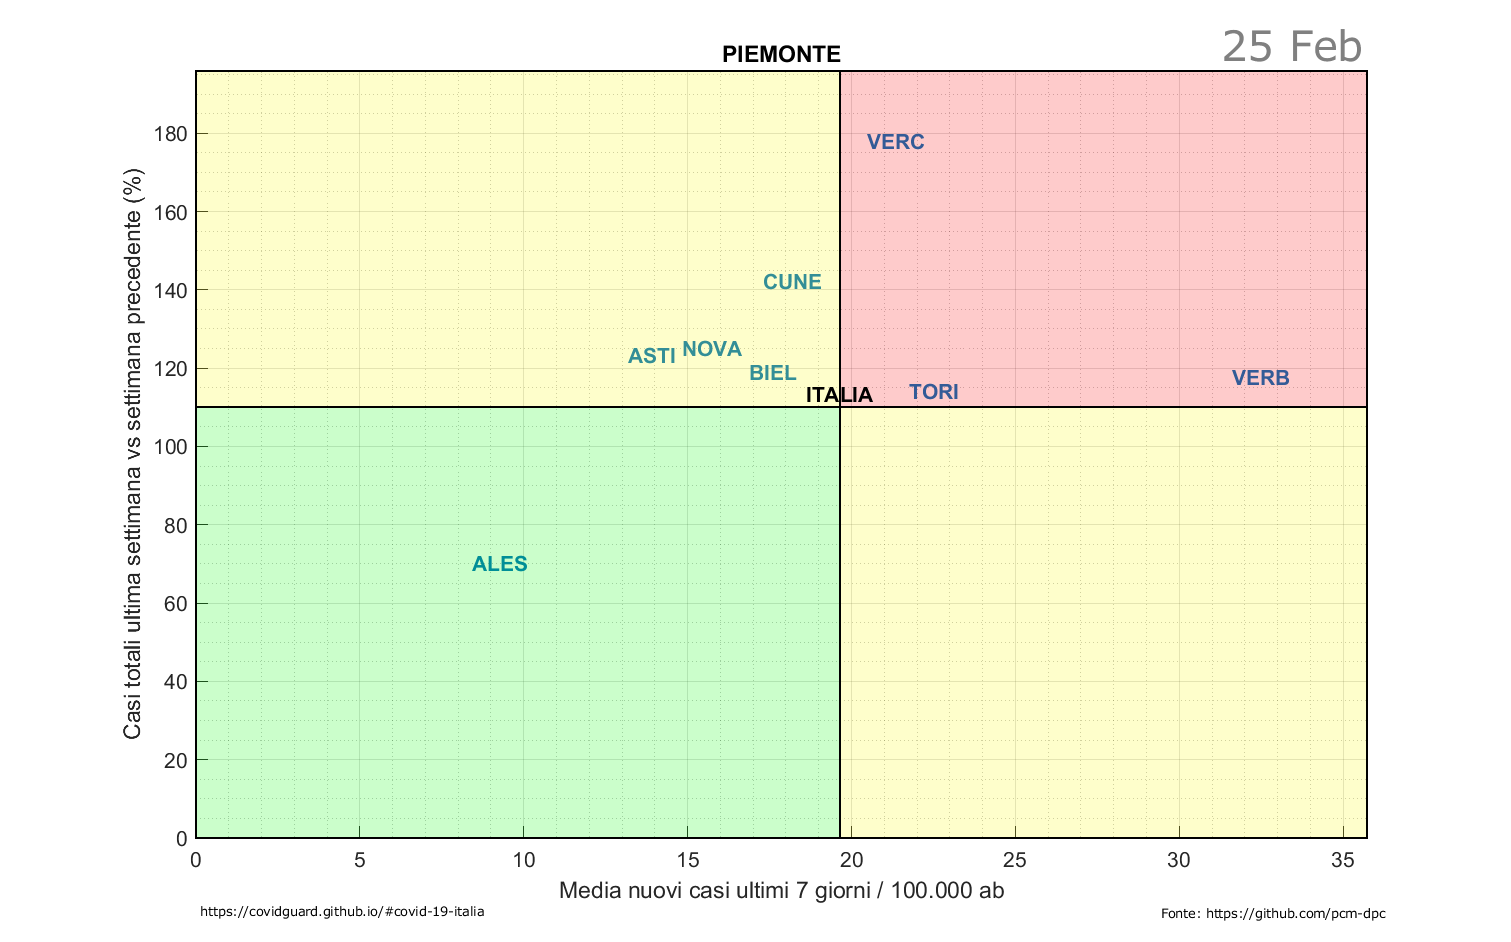 PIEMONTE
25 Feb
Casi totali ultima settimana vs settimana precedente (%)
180
160
140
120
100
80
60
40
20
0
VERC
CUNE
ASTI
NOVA
BIEL
ITALIA
TORI
VERB
ALES
0 5 10 15 20 25 30 35
Media nuovi casi ultimi 7 giorni / 100.000 ab
https://covidguard.github.io/#covid-19-italia
Fonte: https://github.com/pcm-dpc